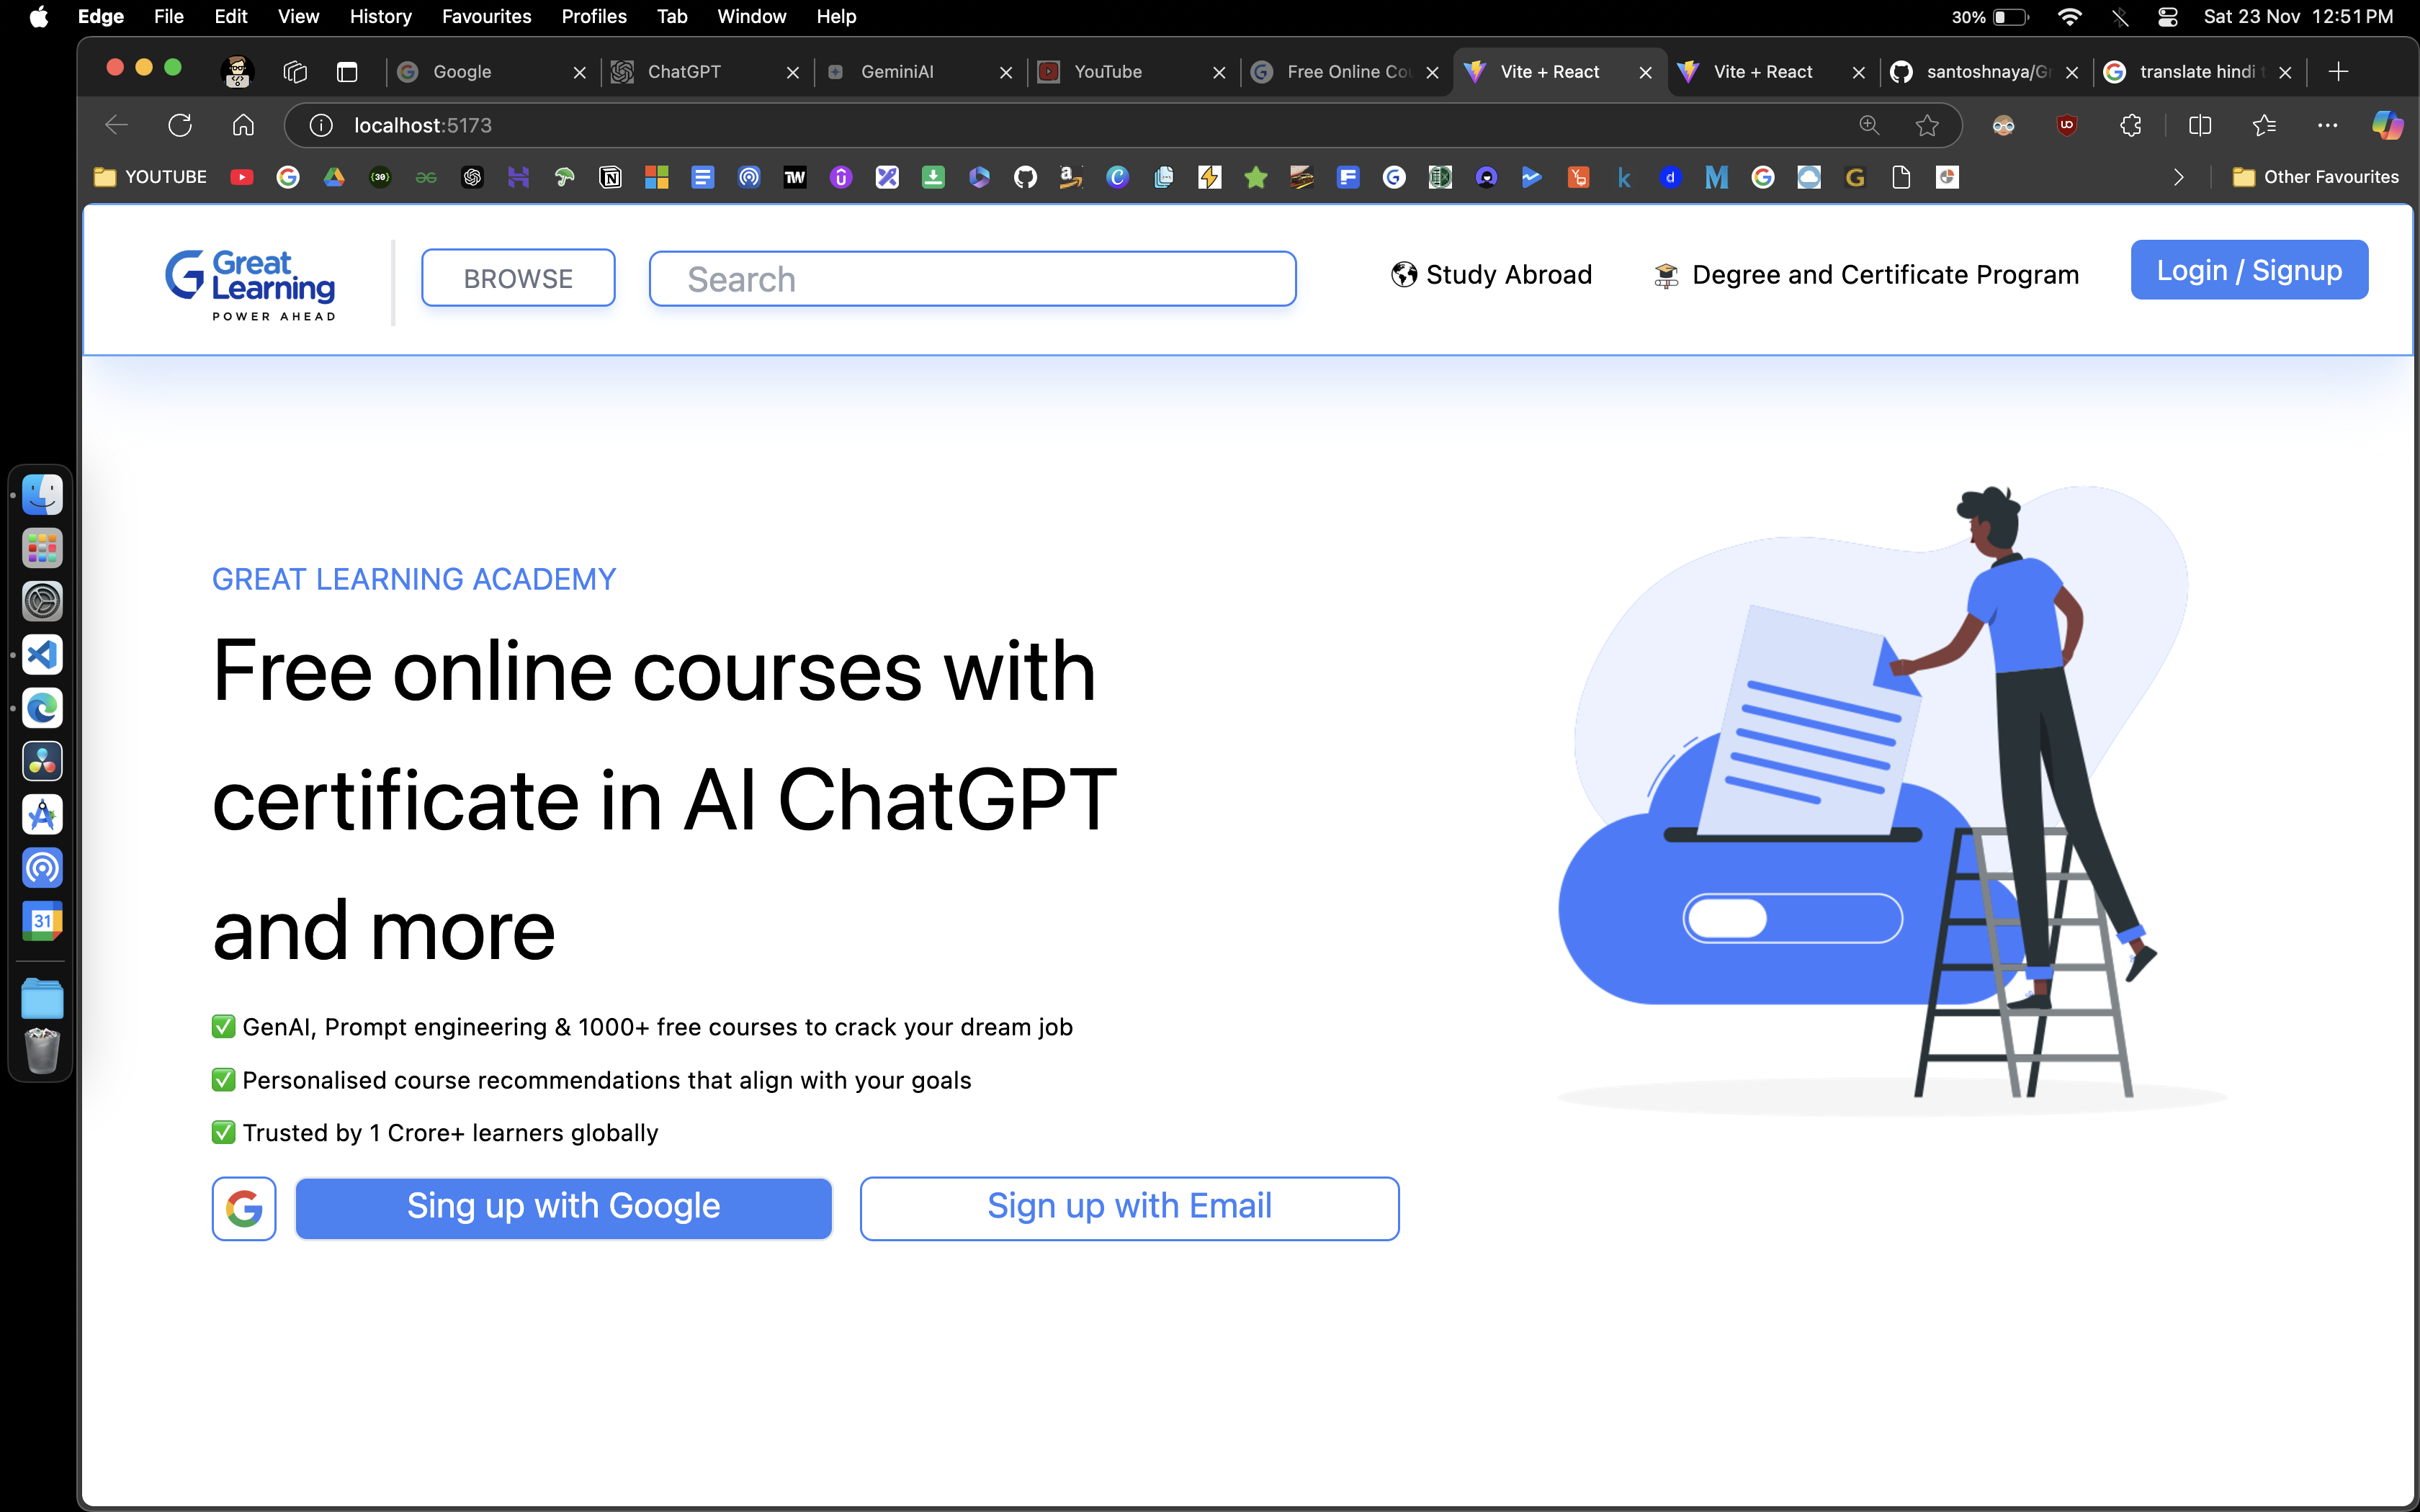 Edge File Edit View History Favourites Profiles Tab Window Help 30% Sat 23 Nov 12:51 PM
Google ChatGPT GeminiAI YouTube Free Online Vite + React Vite + React santoshnaya/ translate hindi
localhost:5173
YOUTUBE Other Favourites
Great Learning
POWER AHEAD
BROWSE
Search
Study Abroad
Degree and Certificate Program
Login / Signup
GREAT LEARNING ACADEMY
Free online courses with
certificate in AI ChatGPT
and more
GenAI, Prompt engineering & 1000+ free courses to crack your dream job
Personalised course recommendations that align with your goals
Trusted by 1 Crore+ learners globally
Sing up with Google
Sign up with Email
31